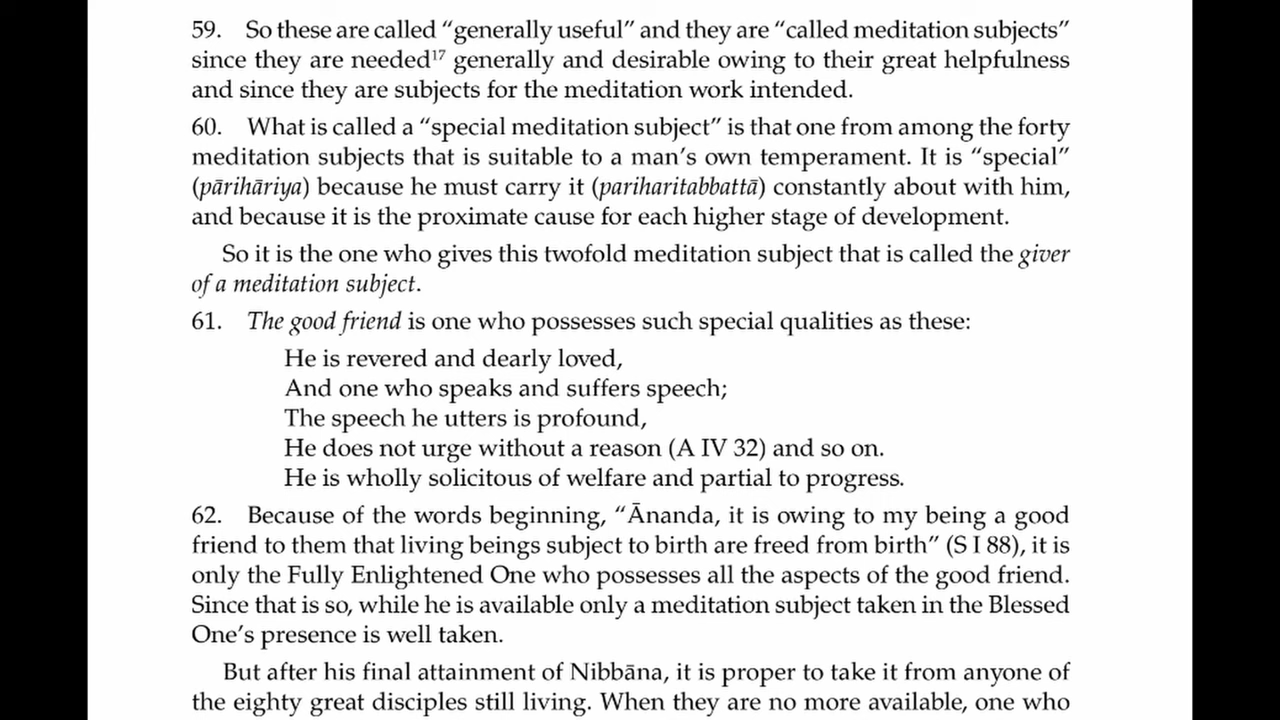 59. So these are called “generally useful” and they are “called meditation subjects”
since they are needed¹⁷ generally and desirable owing to their great helpfulness
and since they are subjects for the meditation work intended.
60. What is called a “special meditation subject” is that one from among the forty
meditation subjects that is suitable to a man’s own temperament. It is “special”
(pārihāriya) because he must carry it (pariharitabbattā) constantly about with him,
and because it is the proximate cause for each higher stage of development.
So it is the one who gives this twofold meditation subject that is called the giver
of a meditation subject.
61. The good friend is one who possesses such special qualities as these:
He is revered and dearly loved,
And one who speaks and suffers speech;
The speech he utters is profound,
He does not urge without a reason (A IV 32) and so on.
He is wholly solicitous of welfare and partial to progress.
62. Because of the words beginning, “Ānanda, it is owing to my being a good
friend to them that living beings subject to birth are freed from birth” (S I 88), it is
only the Fully Enlightened One who possesses all the aspects of the good friend.
Since that is so, while he is available only a meditation subject taken in the Blessed
One’s presence is well taken.
But after his final attainment of Nibbāna, it is proper to take it from anyone of
the eighty great disciples still living. When they are no more available, one who